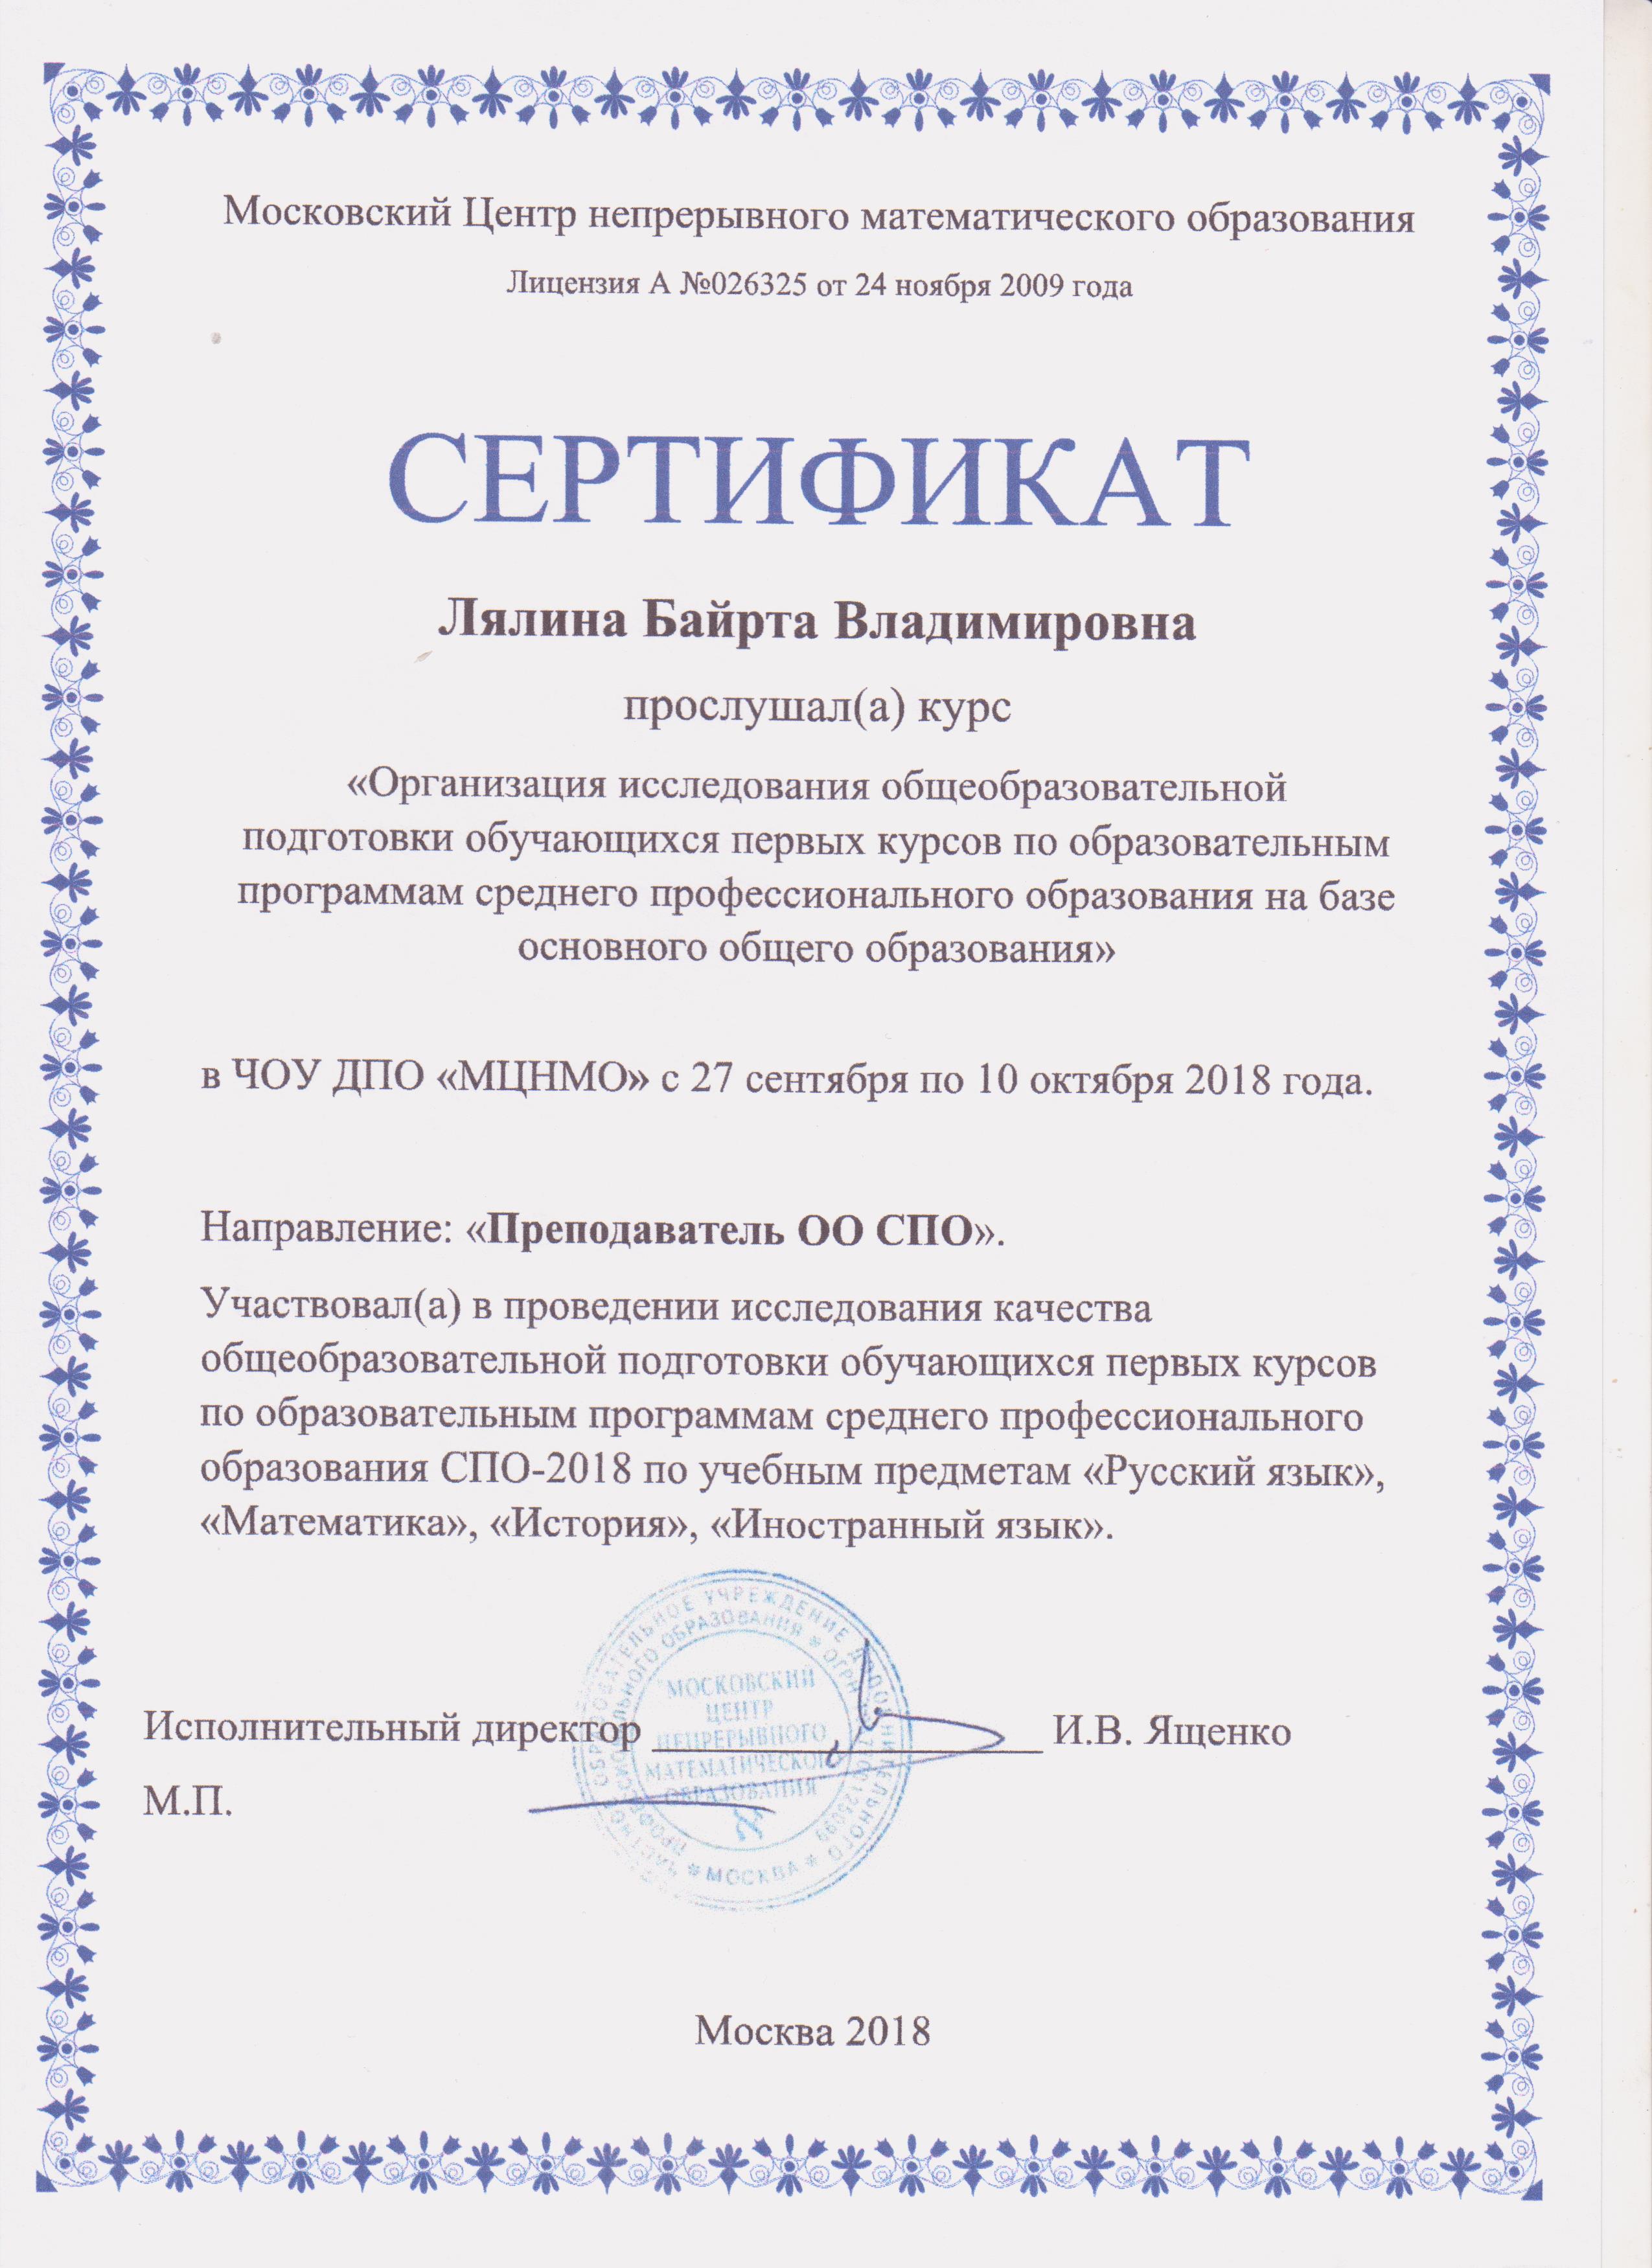 Московский Центр непрерывного математического образования
Лицензия А №026325 от 24 ноября 2009 года
СЕРТИФИКАТ
Лялина Байрта Владимировна
прослушал(а) курс
«Организация исследования общеобразовательной
подготовки обучающихся первых курсов по образовательным
программам среднего профессионального образования на базе
основного общего образования»
в ЧОУ ДПО «МЦНМО» с 27 сентября по 10 октября 2018 года.
Направление: «Преподаватель ОО СПО».
Участвовал(а) в проведении исследования качества
общеобразовательной подготовки обучающихся первых курсов
по образовательным программам среднего профессионального
образования СПО-2018 по учебным предметам «Русский язык»,
«Математика», «История», «Иностранный язык».
Исполнительный директор И.В. Ященко
М.П.
ОБРАЗОВАТЕЛЬНОЕ УЧРЕЖДЕНИЕ ДОПОЛНИТЕЛЬНОГО
ОБРАЗОВАНИЯ * ОГРН
МОСКОВСКИЙ
ЦЕНТР
НЕПРЕРЫВНОГО
МАТЕМАТИЧЕСКОГО
ОБРАЗОВАНИЯ
* МОСКВА *
Москва 2018